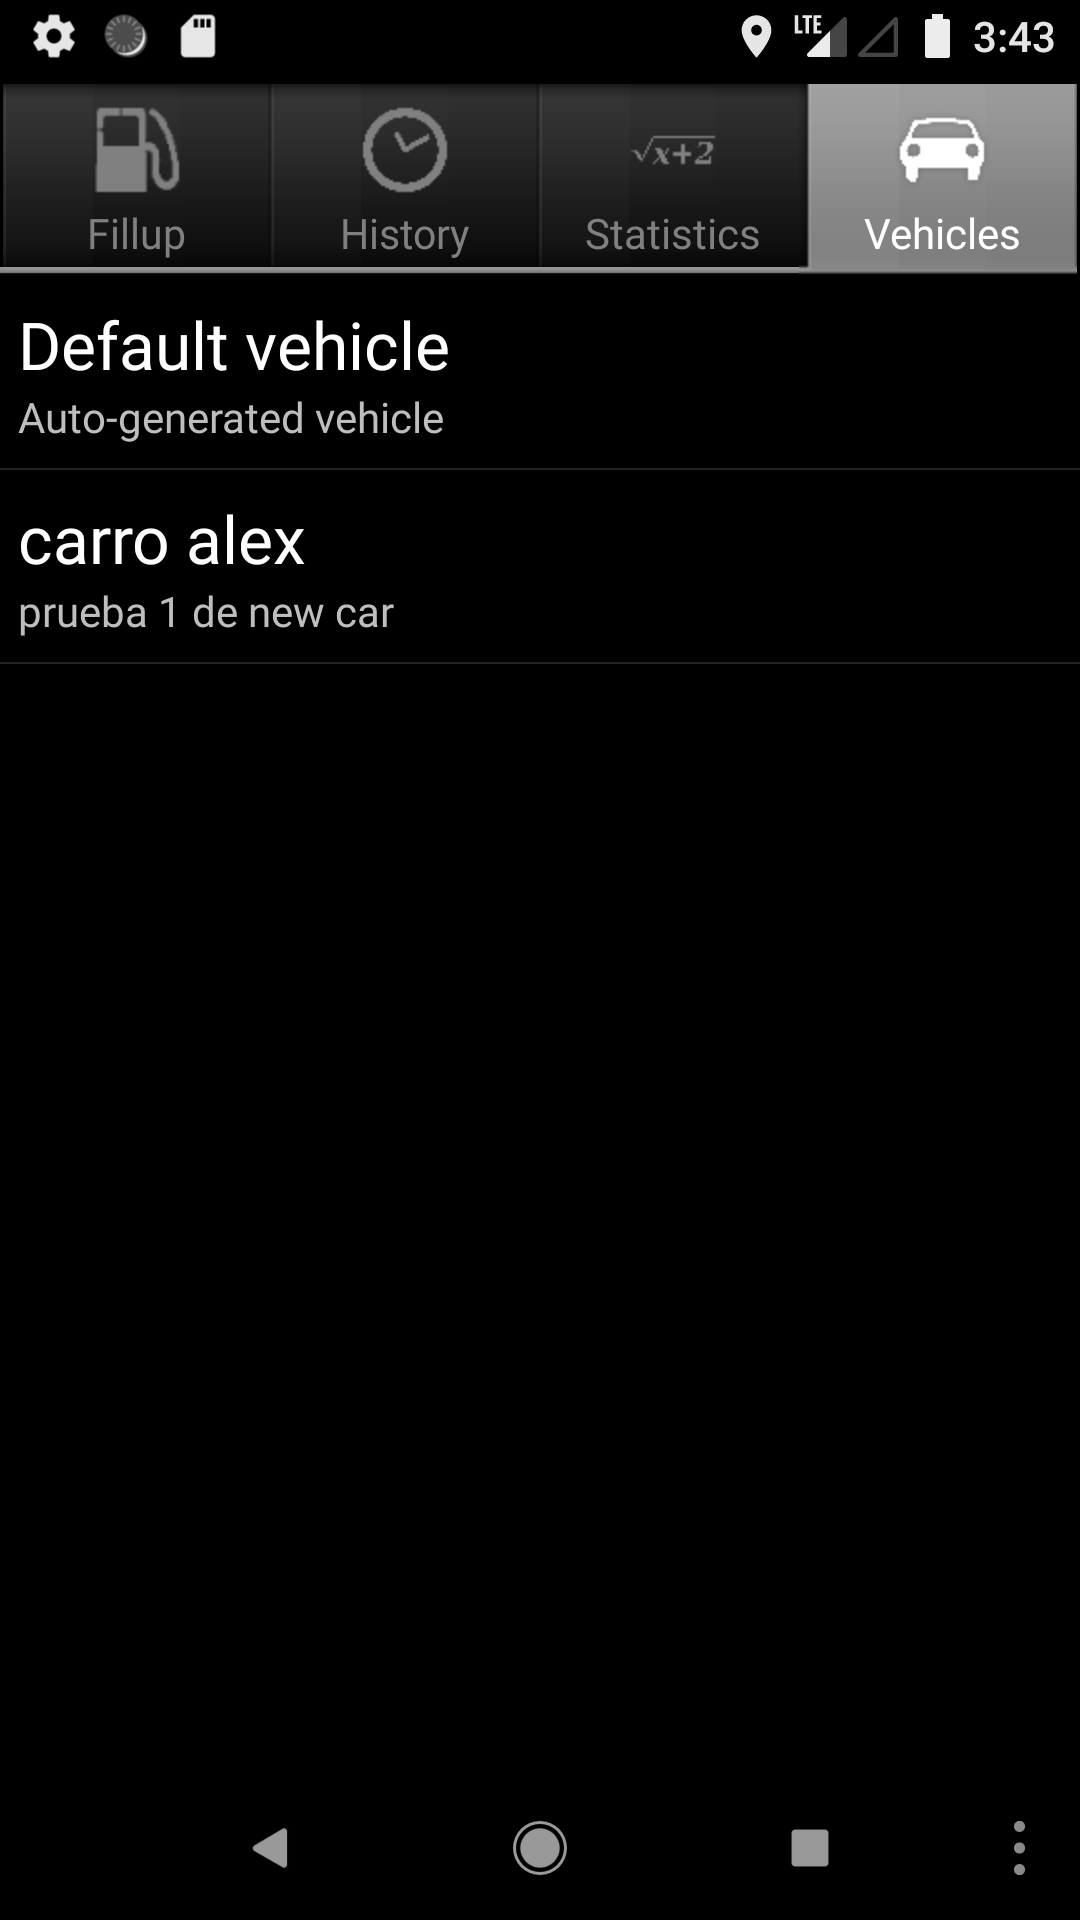 LTE 3:43
√x+2
Fillup History Statistics Vehicles
Default vehicle
Auto-generated vehicle
carro alex
prueba 1 de new car